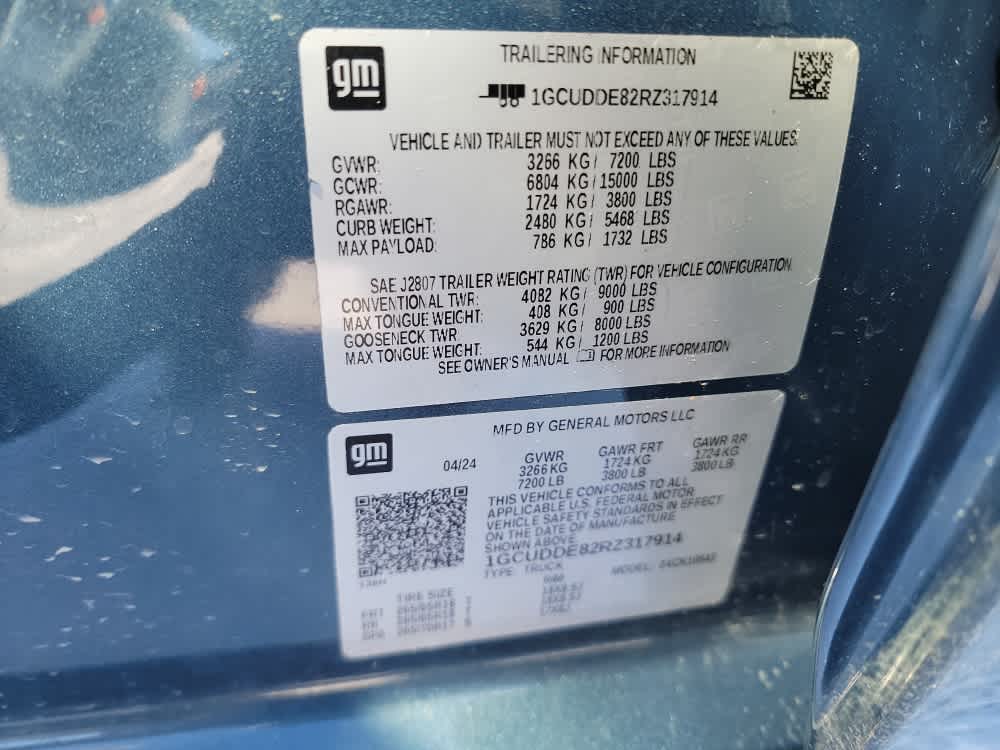 gm
TRAILERING INFORMATION
1GCUDDE82RZ317914
VEHICLE AND TRAILER MUST NOT EXCEED ANY OF THESE VALUES:
GVWR: 3266 KG / 7200 LBS
GCWR: 6804 KG / 15000 LBS
RGAWR: 1724 KG / 3800 LBS
CURB WEIGHT: 2480 KG / 5468 LBS
MAX PAYLOAD: 786 KG / 1732 LBS
SAE J2807 TRAILER WEIGHT RATING (TWR) FOR VEHICLE CONFIGURATION
CONVENTIONAL TWR: 4082 KG / 9000 LBS
MAX TONGUE WEIGHT: 408 KG / 900 LBS
GOOSENECK TWR 3629 KG / 8000 LBS
MAX TONGUE WEIGHT: 544 KG / 1200 LBS
SEE OWNER'S MANUAL FOR MORE INFORMATION
gm
MFD BY GENERAL MOTORS LLC
04/24 GVWR GAWR FRT GAWR RR
3266 KG 1724 KG 1724 KG
7200 LB 3800 LB 3800 LB
THIS VEHICLE CONFORMS TO ALL
APPLICABLE U.S. FEDERAL MOTOR
VEHICLE SAFETY STANDARDS IN EFFECT
ON THE DATE OF MANUFACTURE
SHOWN ABOVE.
1GCUDDE82RZ317914
TYPE: TRUCK MODEL:
TIRE SIZE
FRT
RR